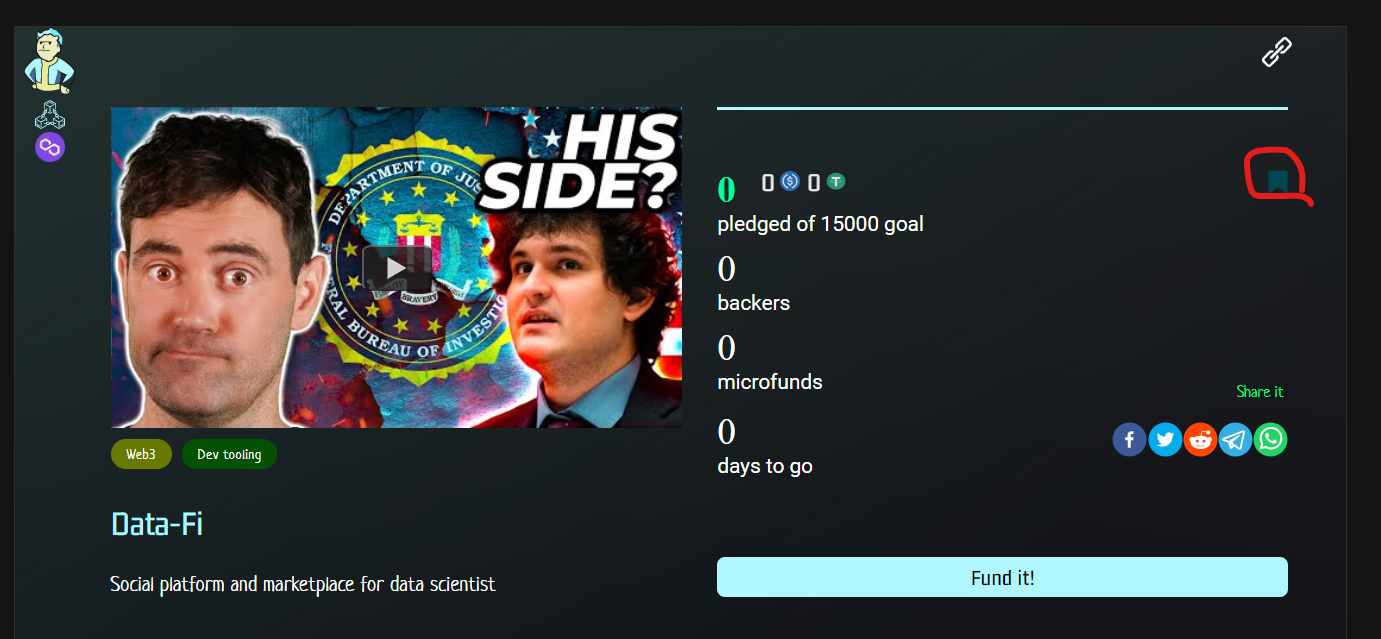 HIS
SIDE?
DEPARTMENT OF JUS
FEDERAL BUREAU OF INVESTIG
BRAVERY
Web3
Dev tooling
Data-Fi
Social platform and marketplace for data scientist
0 0 0
pledged of 15000 goal
0
backers
0
microfunds
0
days to go
Share it
Fund it!